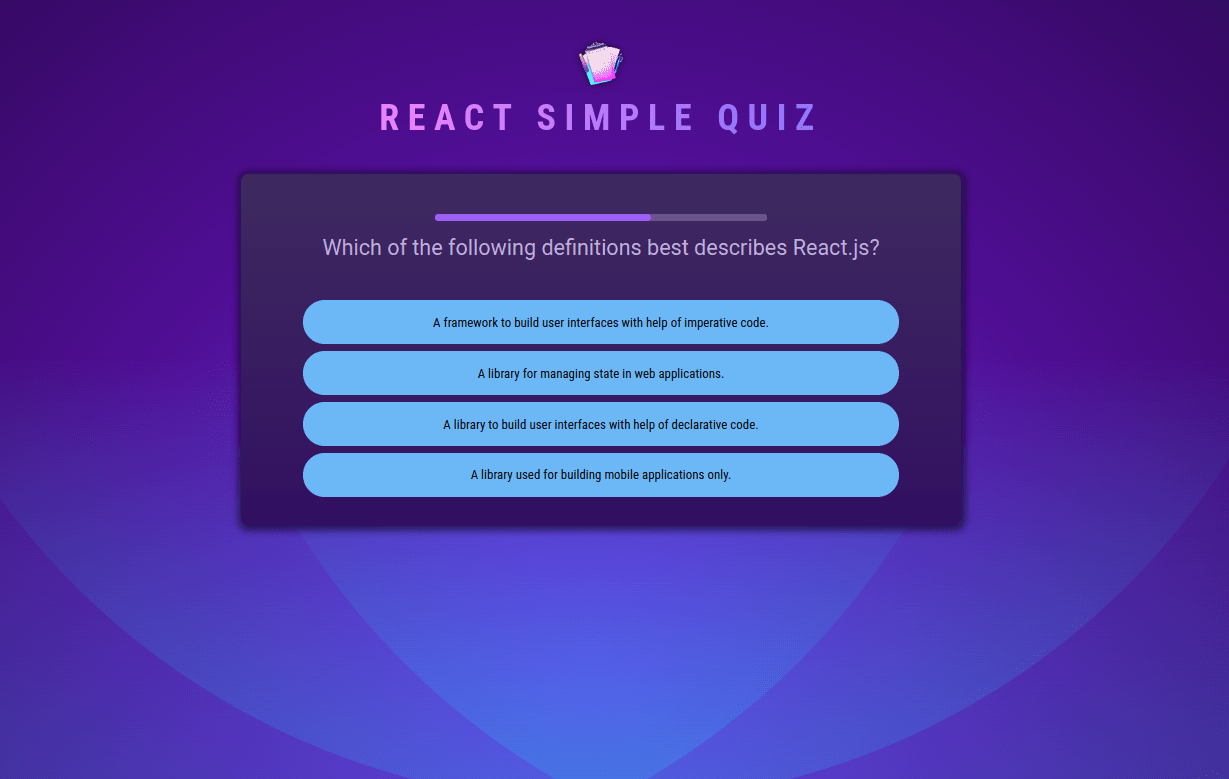 REACT SIMPLE QUIZ
Which of the following definitions best describes React.js?
A framework to build user interfaces with help of imperative code.
A library for managing state in web applications.
A library to build user interfaces with help of declarative code.
A library used for building mobile applications only.